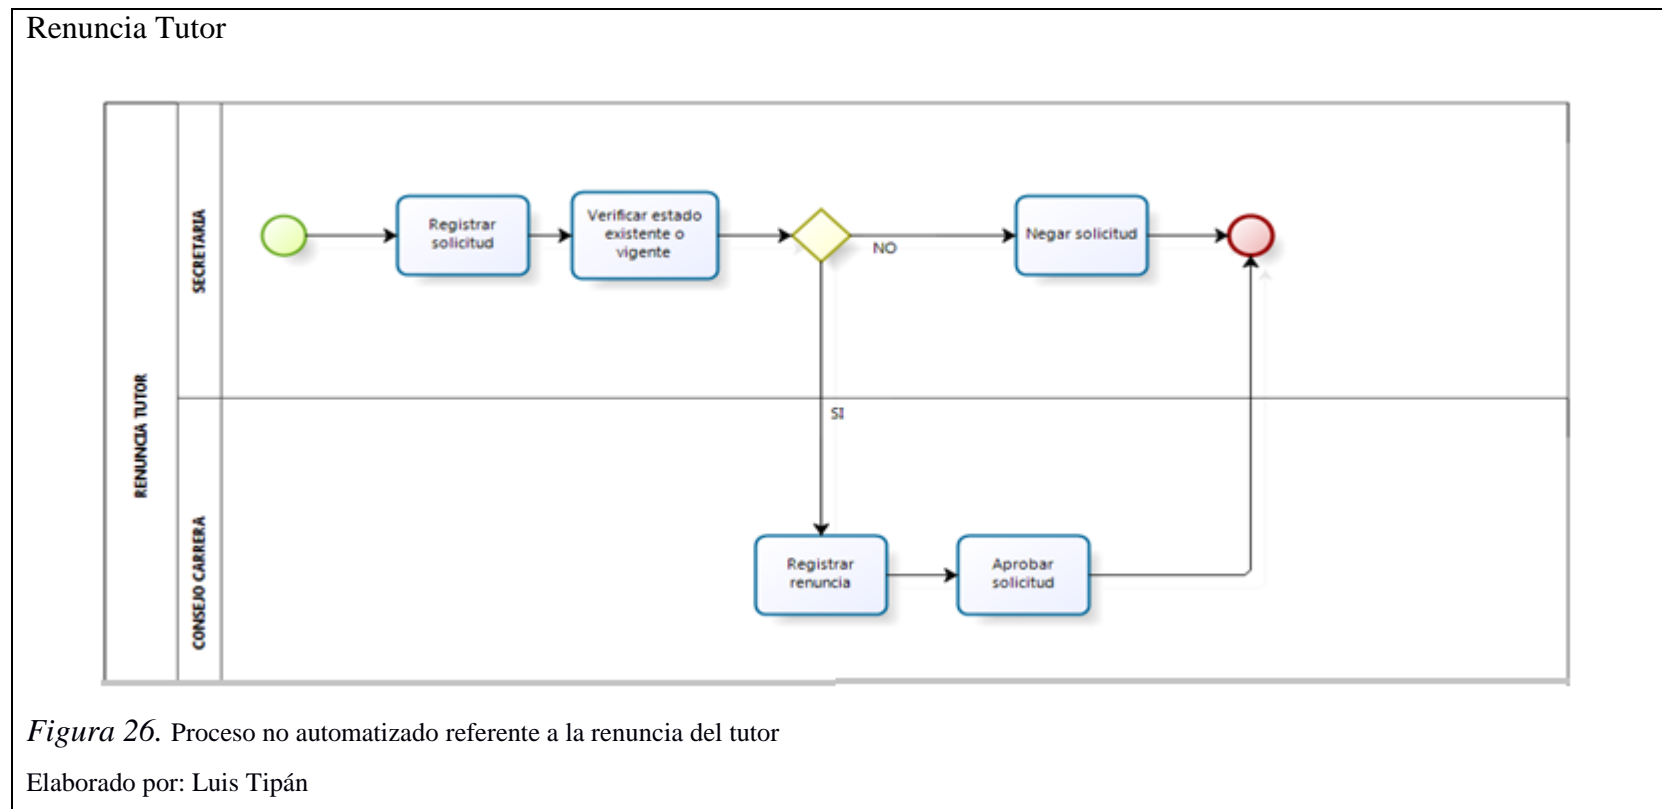 Renuncia Tutor
RENUNCIA TUTOR
SECRETARIA
Registrar
solicitud
Verificar estado
existente o
vigente
NO
Negar solicitud
SI
CONSEJO CARRERA
Registrar
renuncia
Aprobar
solicitud
Figura 26. Proceso no automatizado referente a la renuncia del tutor
Elaborado por: Luis Tipán